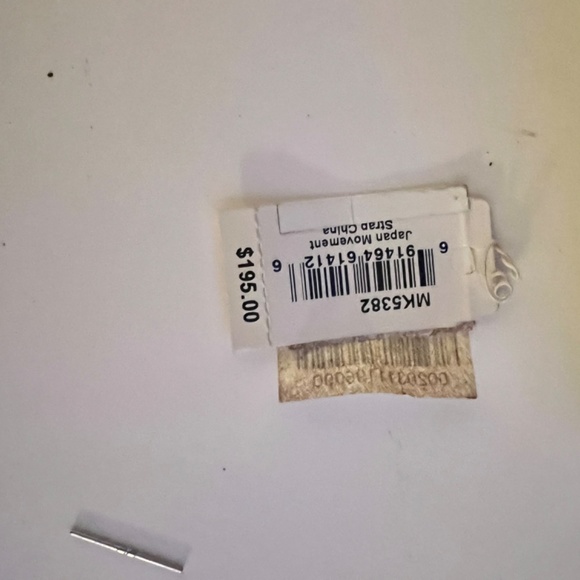 MK5382
6 91464 61412 6
Japan Movement
Strap China
$195.00